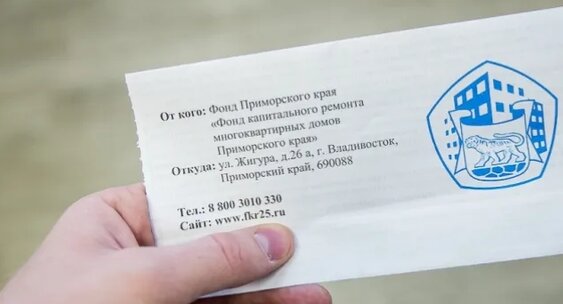 От кого: Фонд Приморского края
«Фонд капитального ремонта
многоквартирных домов
Приморского края»
Откуда: ул. Жигура, д.26 а, г. Владивосток,
Приморский край, 690088
Тел.: 8 800 3010 330
Сайт: www.fkr25.ru